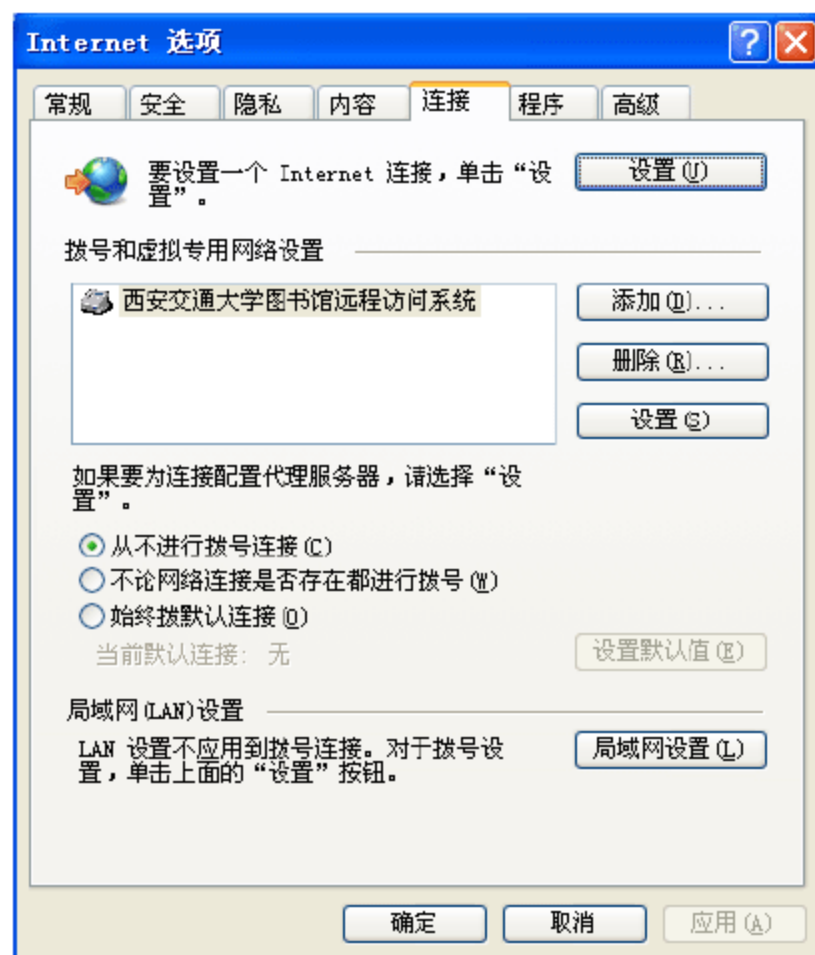 Internet 选项
常规 安全 隐私 内容 连接 程序 高级
要设置一个 Internet 连接，单击“设
置”。
设置(U)
拨号和虚拟专用网络设置
西安交通大学图书馆远程访问系统
添加(D)...
删除(R)...
设置(S)
如果要为连接配置代理服务器，请选择“设
置”。
从不进行拨号连接(C)
不论网络连接是否存在都进行拨号(W)
始终拨默认连接(O)
当前默认连接: 无
设置默认值(E)
局域网(LAN)设置
LAN 设置不应用到拨号连接。对于拨号设
置，单击上面的“设置”按钮。
局域网设置(L)
确定 取消 应用(A)